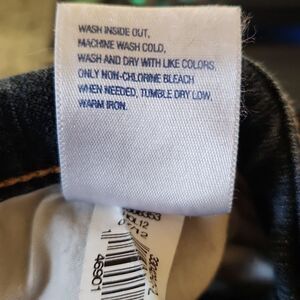 WASH INSIDE OUT,
MACHINE WASH COLD,
WASH AND DRY WITH LIKE COLORS,
ONLY NON-CHLORINE BLEACH
WHEN NEEDED, TUMBLE DRY LOW,
WARM IRON.